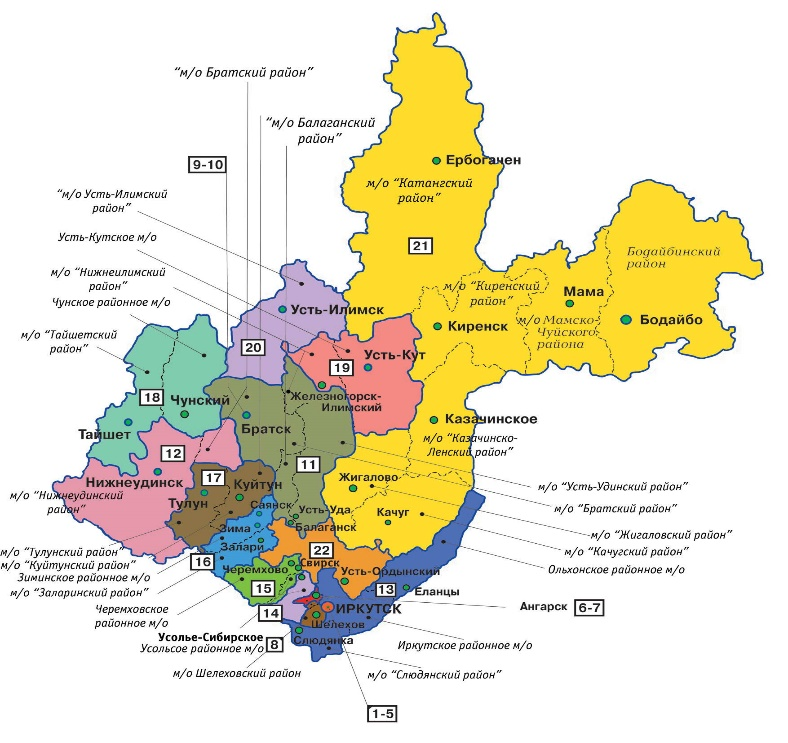 “м/о Братский район”
“м/о Балаганский
район”
9-10
Ербогачен
м/о “Катангский
район”
“м/о Усть-Илимский
район”
Усть-Кутское м/о
21
Бодайбинский
район
м/о “Нижнеилимский
район”
Чунское районное м/о
м/о “Киренский
район”
Мама
Усть-Илимск
м/о Мамско-
Чуйского
района
Бодайбо
Киренск
м/о “Тайшетский
район”
20
Усть-Кут
19
18
Чунский
Железногорск-
Илимский
Казачинское
Братск
Тайшет
м/о “Казачинско-
Ленский район”
12
11
17
Нижнеудинск
Куйтун
Жигалово
м/о “Усть-Удинский район”
м/о “Нижнеудинский
район”
Тулун
Саянск
Усть-Уда
Качуг
м/о “Братский район”
Зима
Балаганск
м/о “Жигаловский район”
м/о “Тулунский район”
Залари
22
м/о “Качугский район”
м/о “Куйтунский район”
16
Свирск
Зиминское районное м/о
Черемхово
Усть-Ордынский
Ольхонское районное м/о
м/о “Заларинский район”
15
13
Еланцы
Черемховское
районное м/о
14
ИРКУТСК
Ангарск
6-7
Шелехов
Усолье-Сибирское
Усольсое районное м/о
8
Слюдянка
Иркутское районное м/о
м/о Шелеховский район
м/о “Слюдянский район”
1-5